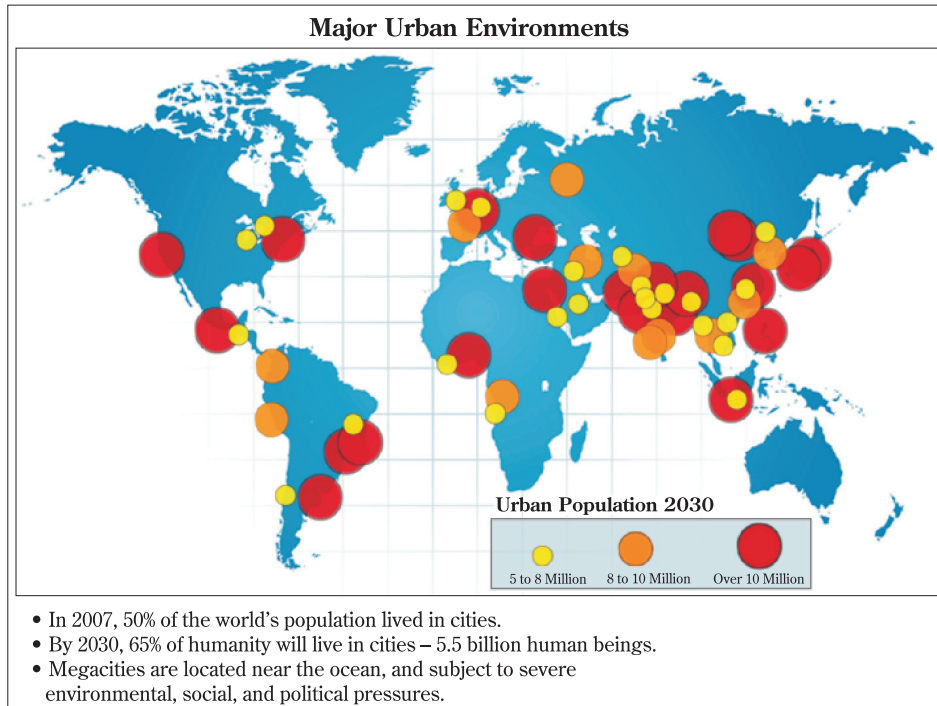 Major Urban Environments
Urban Population 2030
5 to 8 Million
8 to 10 Million
Over 10 Million
• In 2007, 50% of the world’s population lived in cities.
• By 2030, 65% of humanity will live in cities – 5.5 billion human beings.
• Megacities are located near the ocean, and subject to severe
environmental, social, and political pressures.